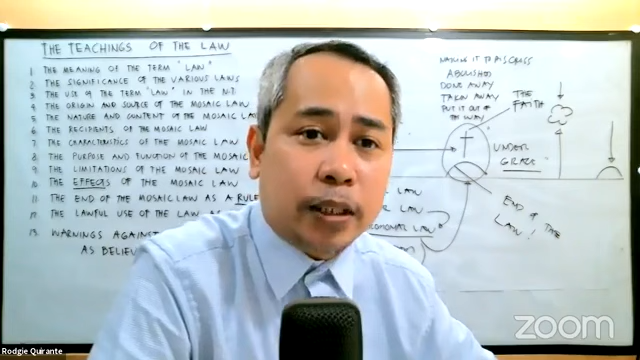 THE TEACHINGS OF THE LAW
1 THE MEANING OF THE TERM "LAW"
2 THE SIGNIFICANCE OF THE VARIOUS LAWS
3 THE USE OF THE TERM "LAW" IN THE N.T
4 THE ORIGIN AND SOURCE OF THE MOSAIC LAW
5 THE NATURE AND CONTENT OF THE MOSAIC LAW
6 THE RECIPIENTS OF THE MOSAIC LAW
7 THE CHARACTERISTICS OF THE MOSAIC LAW
8 THE PURPOSE AND FUNCTION OF THE MOSAIC
9 THE LIMITATIONS OF THE MOSAIC LAW
10 THE EFFECTS OF THE MOSAIC LAW
11 THE END OF THE MOSAIC LAW AS A RULE
12 THE LAWFUL USE OF THE LAW
13. WARNINGS AGAINST
AS
NAILING IT TO HIS CROSS
ABOLISHED
DONE AWAY
TAKEN AWAY
PUT IT OUT OF
THE WAY
THE
FAITH
UNDER
GRACE
END OF THE
LAW!
LAW
LAW
Rodgie Quirante
zoom